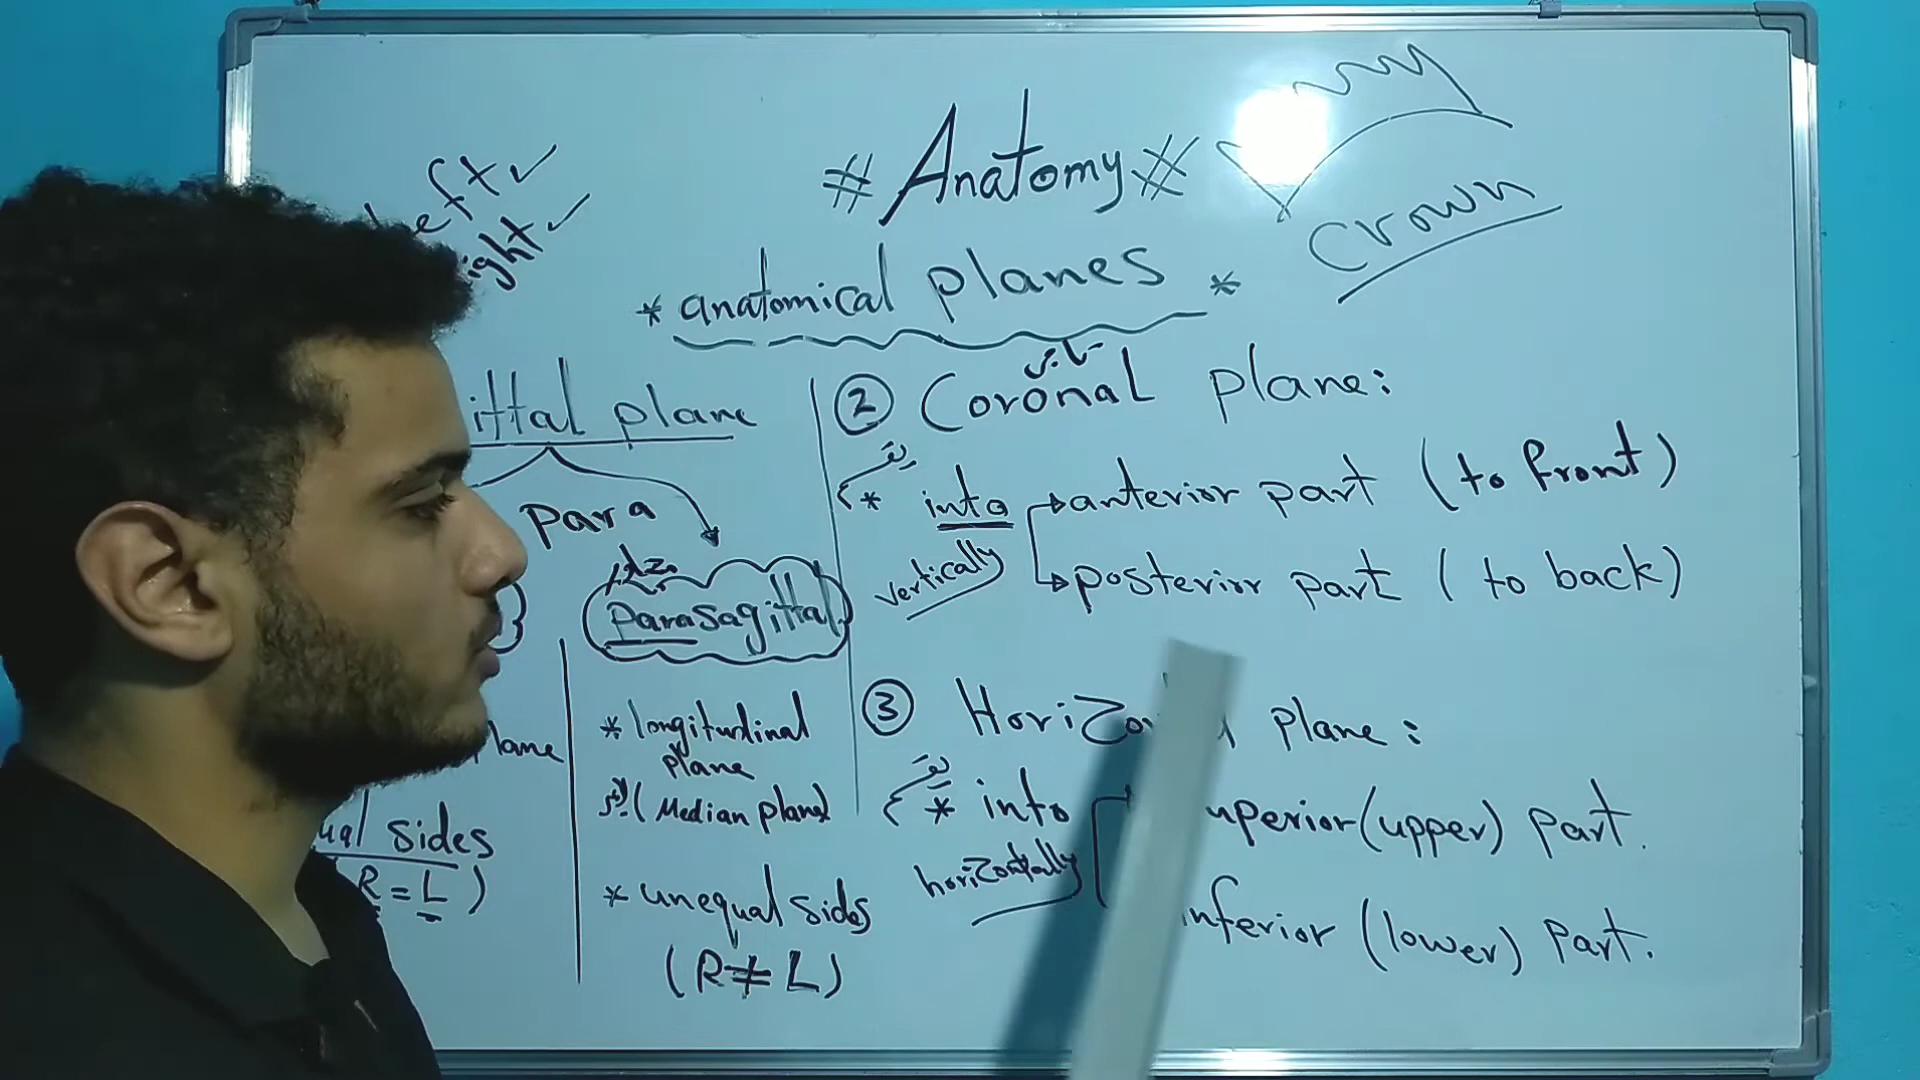 # Anatomy #
crown
eft ✓
ight ✓
* anatomical planes *
ittal plane
para
parasagittal
lane
ual sides
R = L )
* longitudinal
plane
( Median plane)
* unequal sides
(R ≠ L)
② Coronal plane:
* into
vertically
anterior part (to front)
posterior part ( to back)
③ Horizo plane:
* into
horizontally
uperior (upper) part.
inferior (lower) part.